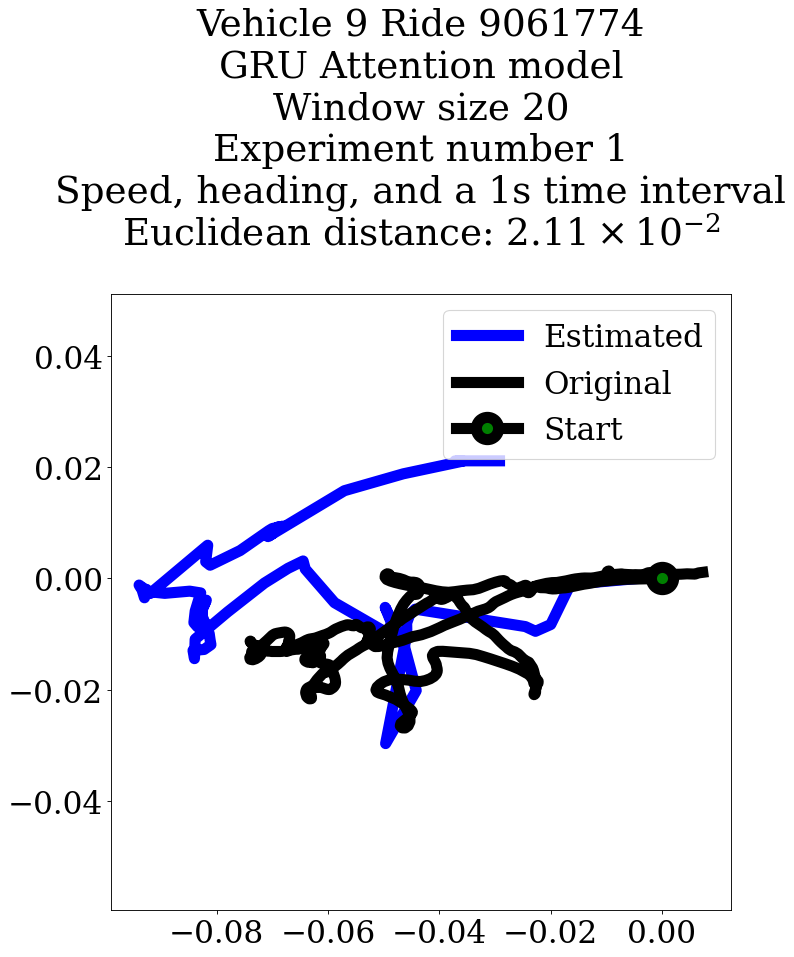 Vehicle 9 Ride 9061774
GRU Attention model
Window size 20
Experiment number 1
Speed, heading, and a 1s time interval
Euclidean distance: 2.11 × 10⁻²
Estimated
Original
Start
0.04
0.02
0.00
−0.02
−0.04
−0.08 −0.06 −0.04 −0.02 0.00